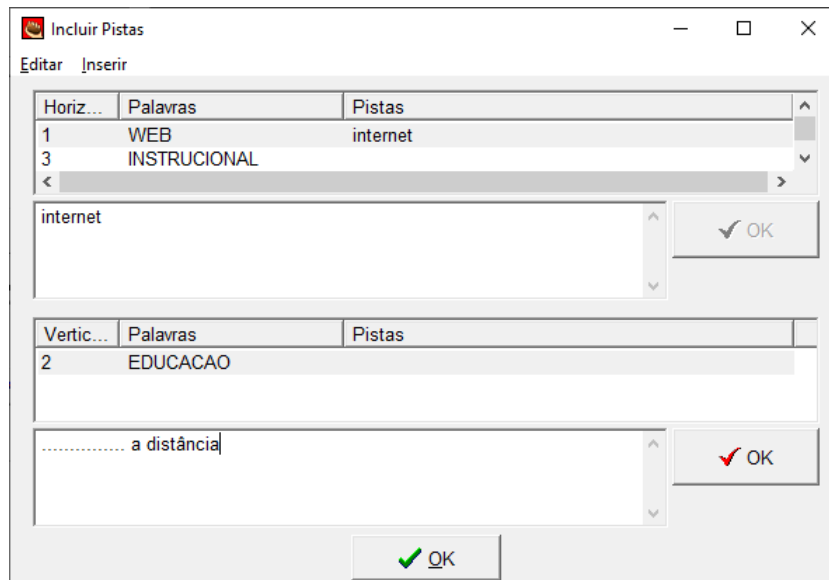 Incluir Pistas
Editar Inserir
Horiz... Palavras Pistas
1 WEB internet
3 INSTRUCIONAL
internet
OK
Vertic... Palavras Pistas
2 EDUCACAO
............... a distância
OK
OK